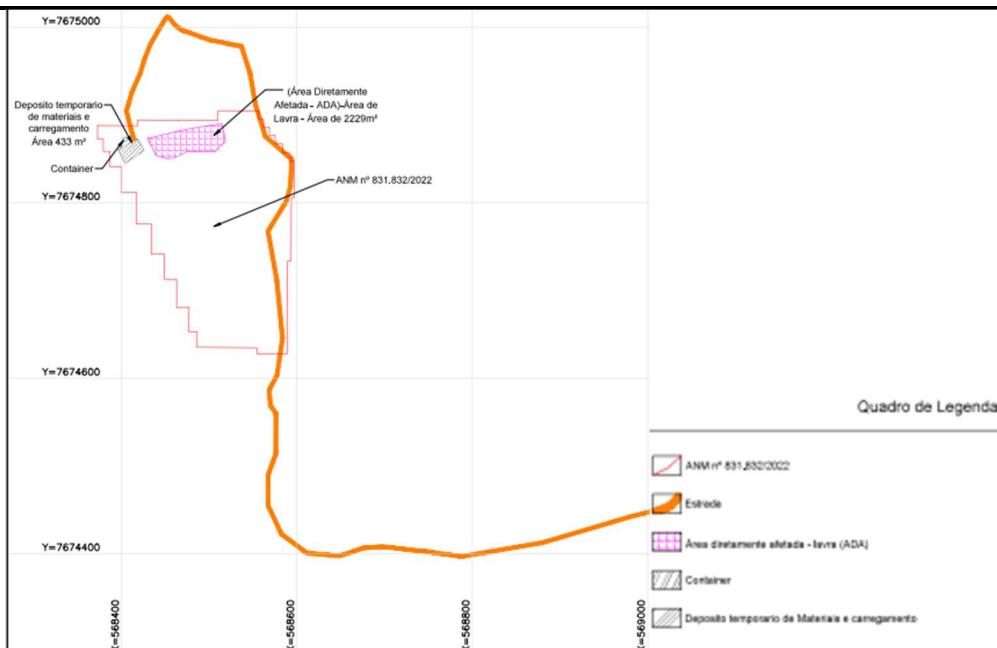 Y=7675000
Deposito temporario
de materiais e
carregamento
Área 433 m²
Container
(Área Diretamente
Afetada - ADA)-Área de
Lavra - Área de 2229m²
ANM nº 831.832/2022
Y=7674800
Y=7674600
Y=7674400
X=568400
X=568600
X=568800
X=569000
Quadro de Legenda
ANM nº 831.832/2022
Estrada
Área diretamente afetada - lavra (ADA)
Container
Deposito temporario de Materiais e carregamento